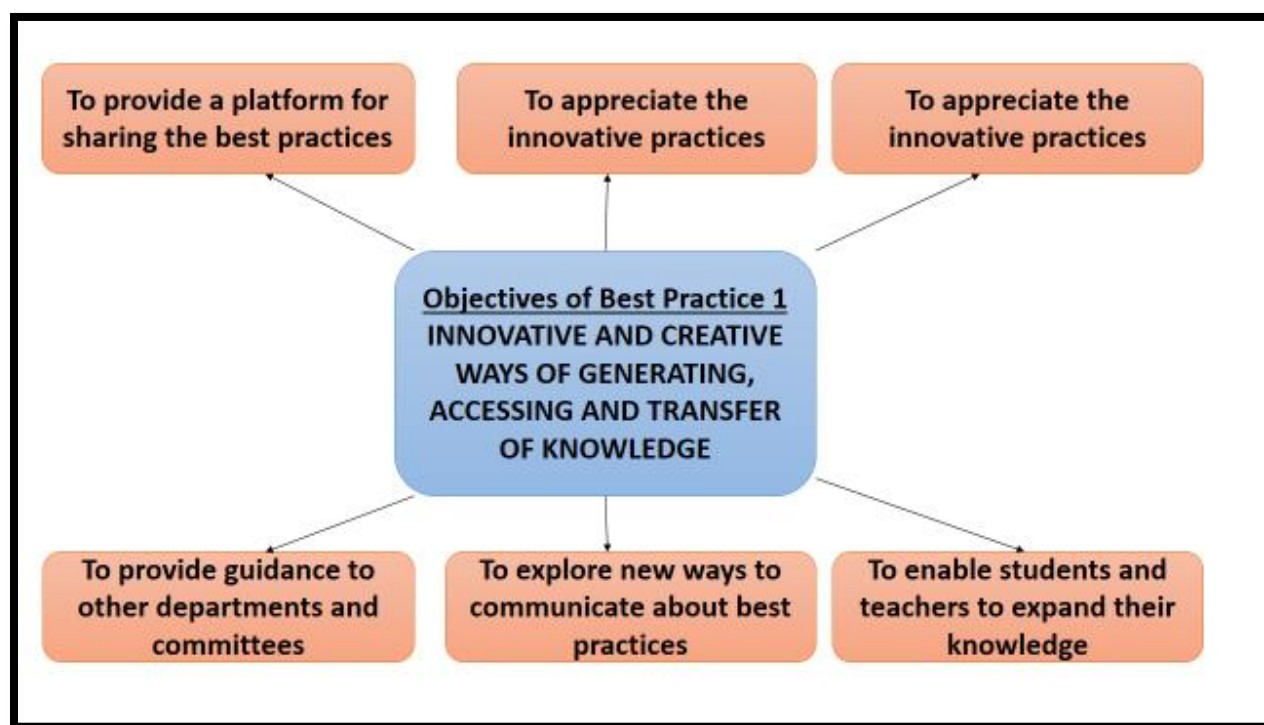 To provide a platform for
sharing the best practices
To appreciate the
innovative practices
To appreciate the
innovative practices
Objectives of Best Practice 1
INNOVATIVE AND CREATIVE
WAYS OF GENERATING,
ACCESSING AND TRANSFER
OF KNOWLEDGE
To provide guidance to
other departments and
committees
To explore new ways to
communicate about best
practices
To enable students and
teachers to expand their
knowledge